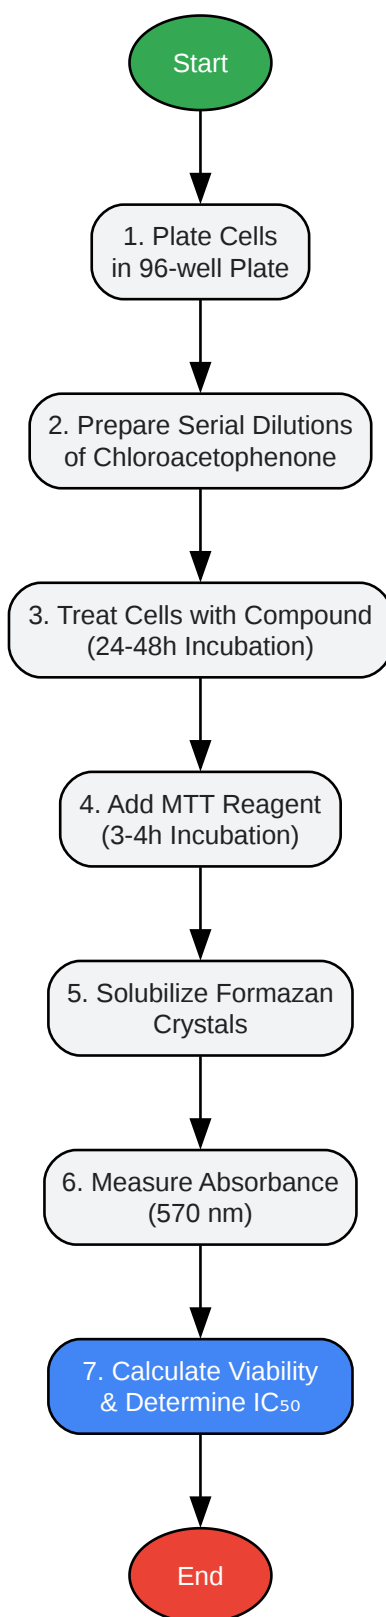 Start
1. Plate Cells
in 96-well Plate
2. Prepare Serial Dilutions
of Chloroacetophenone
3. Treat Cells with Compound
(24-48h Incubation)
4. Add MTT Reagent
(3-4h Incubation)
5. Solubilize Formazan
Crystals
6. Measure Absorbance
(570 nm)
7. Calculate Viability
& Determine IC₅₀
End